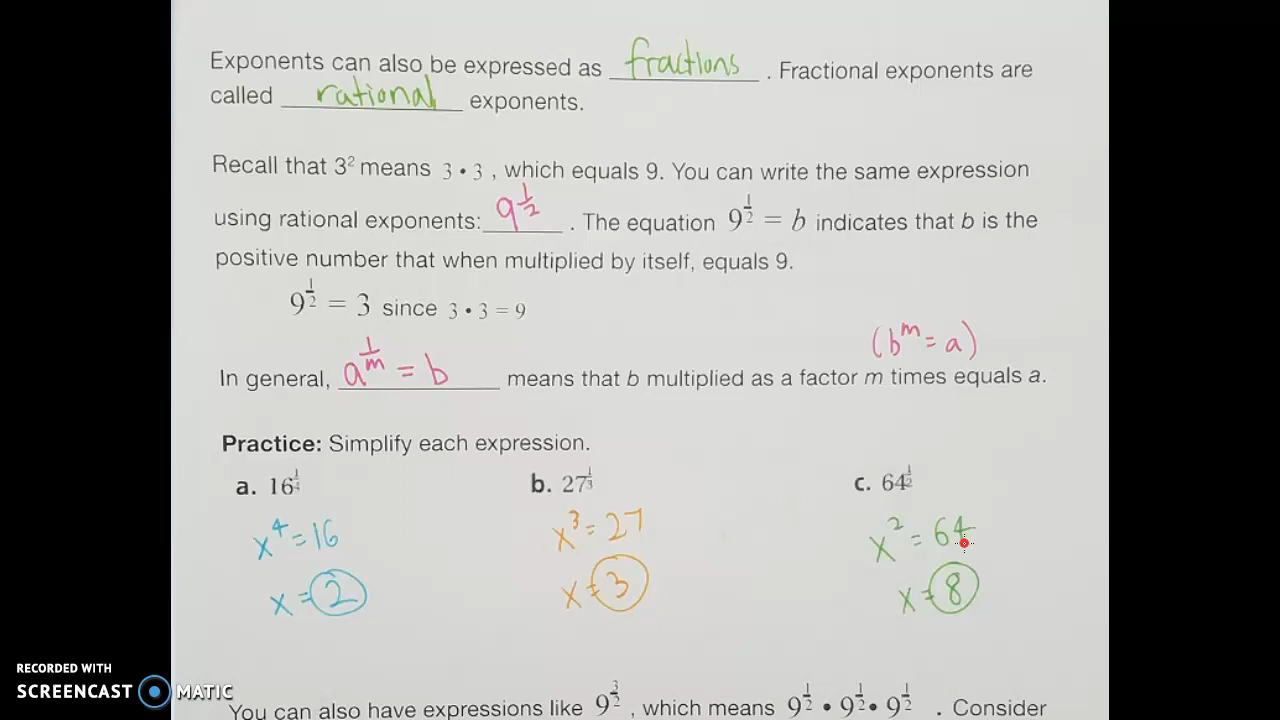 Exponents can also be expressed as fractions. Fractional exponents are
called rational exponents.
Recall that 3² means 3 • 3, which equals 9. You can write the same expression
(b^m = a)
using rational exponents: 9^(1/2). The equation 9^(1/2) = b indicates that b is the
positive number that when multiplied by itself, equals 9.
9^(1/2) = 3 since 3 • 3 = 9
In general, a^(1/m) = b means that b multiplied as a factor m times equals a.
Practice: Simplify each expression.
a. 16^(1/4) b. 27^(1/3) c. 64^(1/2)
x⁴ = 16 x³ = 27 x² = 64
x = 2 x = 3 x = 8
You can also have expressions like 9^(3/2), which means 9^(1/2) • 9^(1/2) • 9^(1/2). Consider
RECORDED WITH
SCREENCAST MATIC